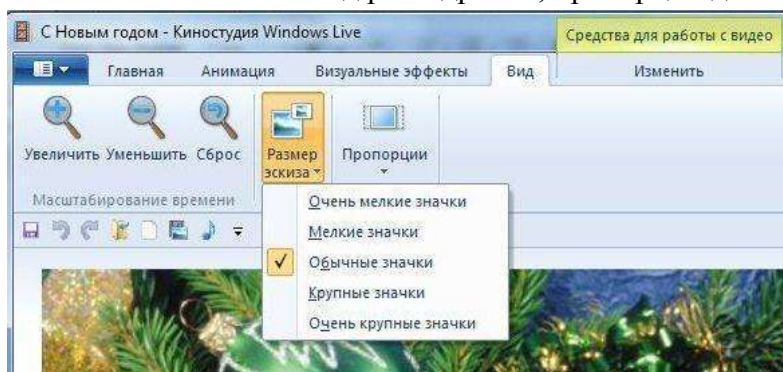 С Новым годом - Киностудия Windows Live
Средства для работы с видео
Главная Анимация Визуальные эффекты Вид Изменить
Увеличить Уменьшить Сброс Размер эскиза Пропорции
Масштабирование времени
Очень мелкие значки
Мелкие значки
Обычные значки
Крупные значки
Очень крупные значки